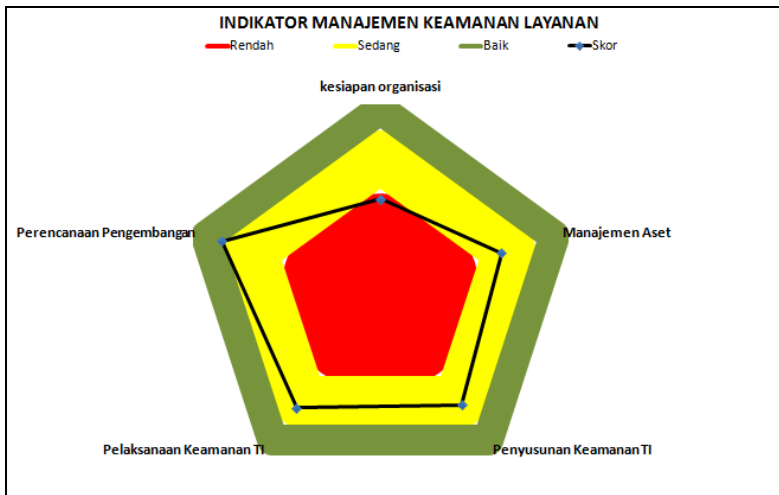 INDIKATOR MANAJEMEN KEAMANAN LAYANAN
Rendah Sedang Baik Skor
kesiapan organisasi
Perencanaan Pengembangan Manajemen Aset
Pelaksanaan Keamanan TI Penyusunan Keamanan TI